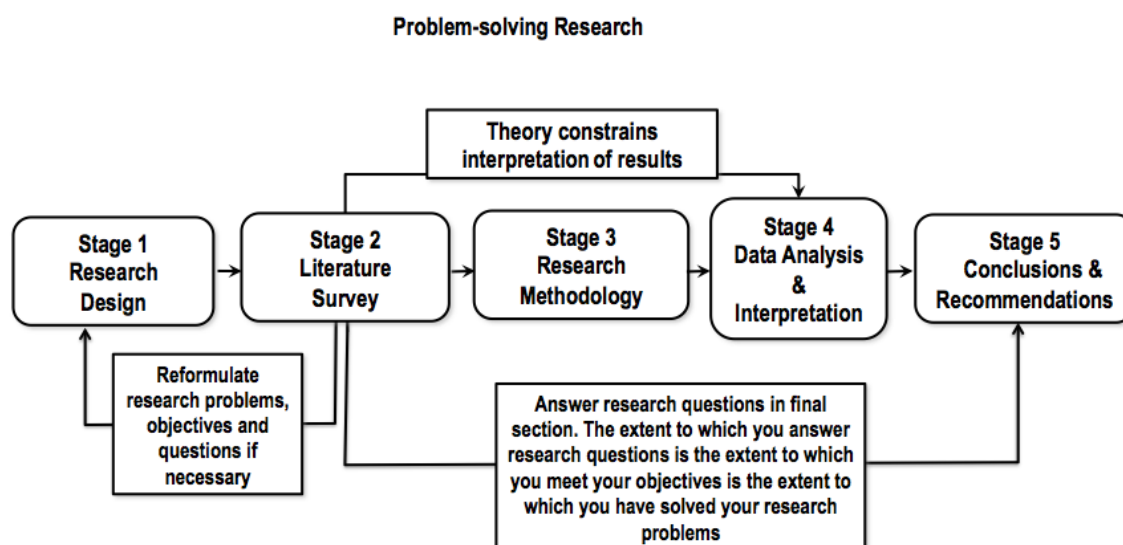 Problem-solving Research
Theory constrains
interpretation of results
Stage 1
Research
Design
Stage 2
Literature
Survey
Stage 3
Research
Methodology
Stage 4
Data Analysis
&
Interpretation
Stage 5
Conclusions &
Recommendations
Reformulate
research problems,
objectives and
questions if
necessary
Answer research questions in final
section. The extent to which you answer
research questions is the extent to which
you meet your objectives is the extent to
which you have solved your research
problems